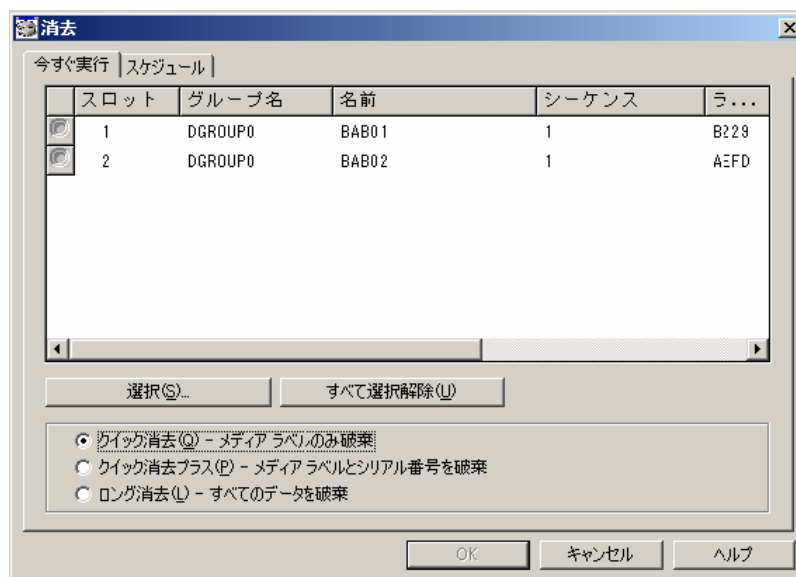 消去
今すぐ実行 スケジュール
スロット グループ名 名前 シーケンス ラ...
1 DGROUP0 BAB01 1 B229
2 DGROUP0 BAB02 1 AEFD
選択(S)... すべて選択解除(U)
クイック消去(Q) - メディア ラベルのみ破棄
クイック消去プラス(P) - メディア ラベルとシリアル番号を破棄
ロング消去(L) - すべてのデータを破棄
OK キャンセル ヘルプ